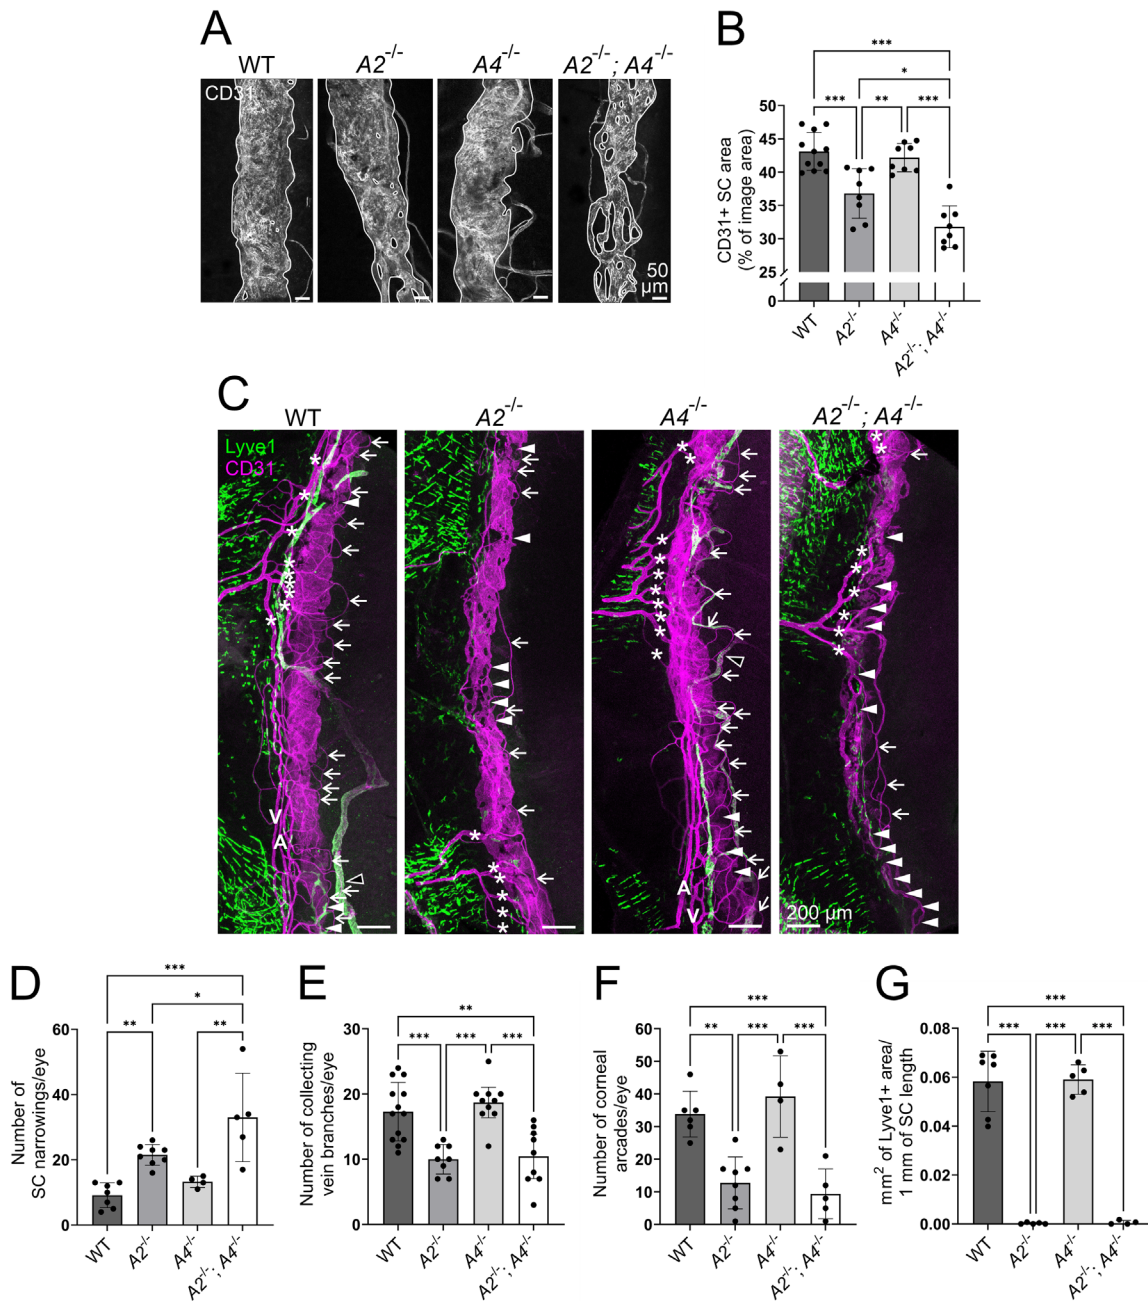 A
WT
A2-/-
A4-/-
A2-/-; A4-/-
CD31
50
µm
B
***
*
***
**
***
CD31+ SC area
(% of image area)
50
45
40
35
30
25
0
WT
A2-/-
A4-/-
A2-/-; A4-/-
C
WT
A2-/-
A4-/-
A2-/-; A4-/-
Lyve1
CD31
V
A
A
V
200 µm
D
***
*
**
**
Number of
SC narrowings/eye
60
40
20
0
WT
A2-/-
A4-/-
A2-/-; A4-/-
E
**
***
***
***
Number of collecting
vein branches/eye
30
20
10
0
WT
A2-/-
A4-/-
A2-/-; A4-/-
F
***
**
***
***
Number of corneal
arcades/eye
60
50
40
30
20
10
0
WT
A2-/-
A4-/-
A2-/-; A4-/-
G
***
***
***
***
mm2 of Lyve1+ area/
1 mm of SC length
0.08
0.06
0.04
0.02
0.00
WT
A2-/-
A4-/-
A2-/-; A4-/-